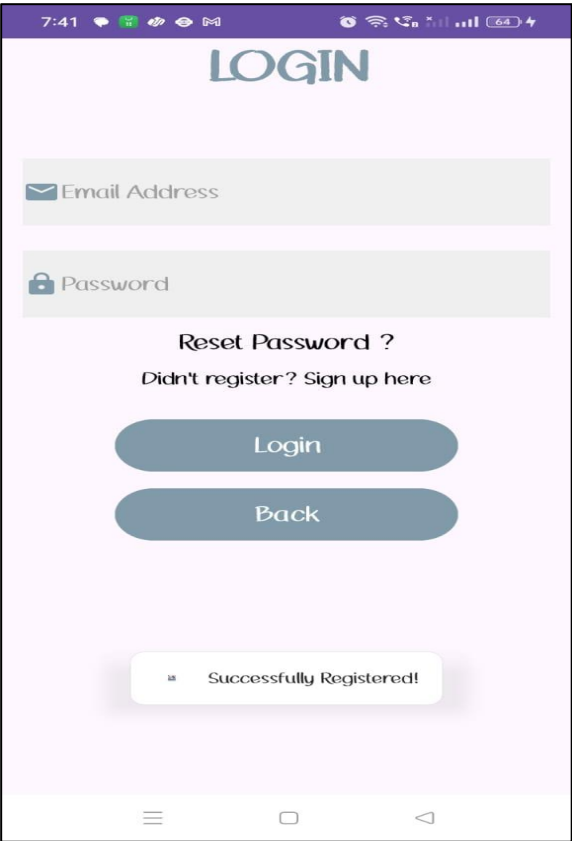 7:41
64
LOGIN
Email Address
Password
Reset Password ?
Didn't register? Sign up here
Login
Back
Successfully Registered!